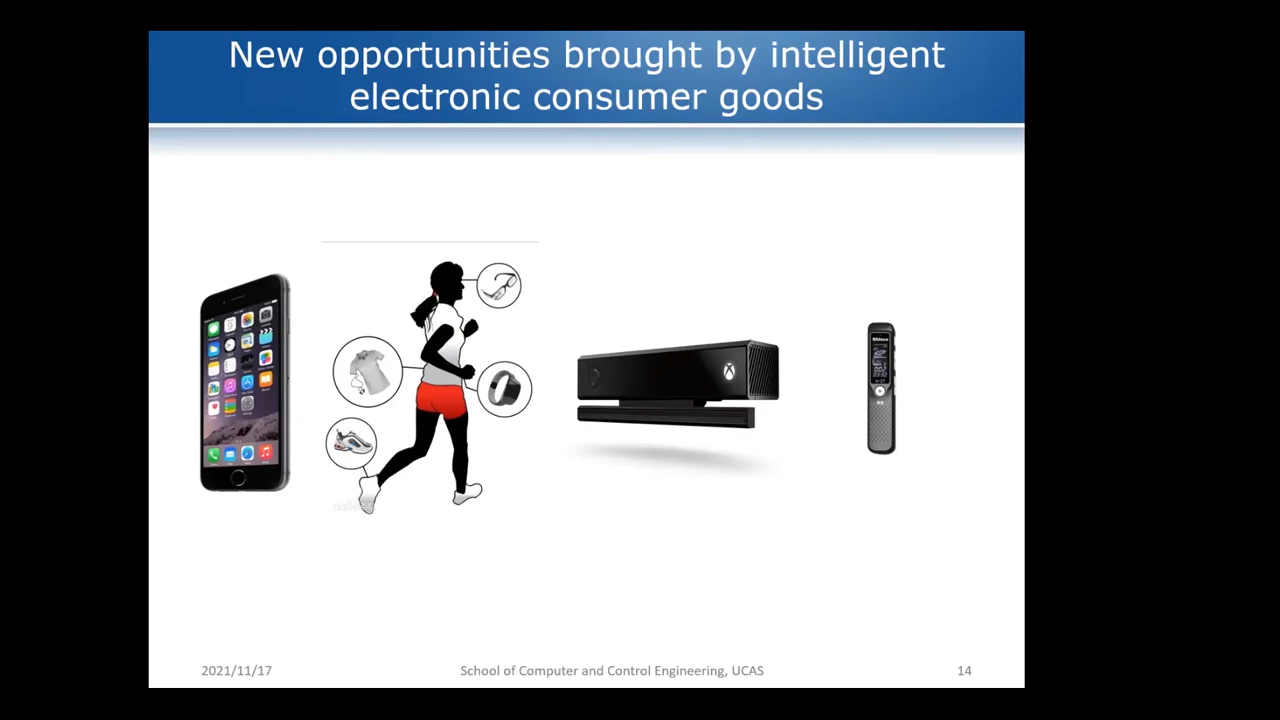 New opportunities brought by intelligent
electronic consumer goods
Shinco
2021/11/17
School of Computer and Control Engineering, UCAS
14